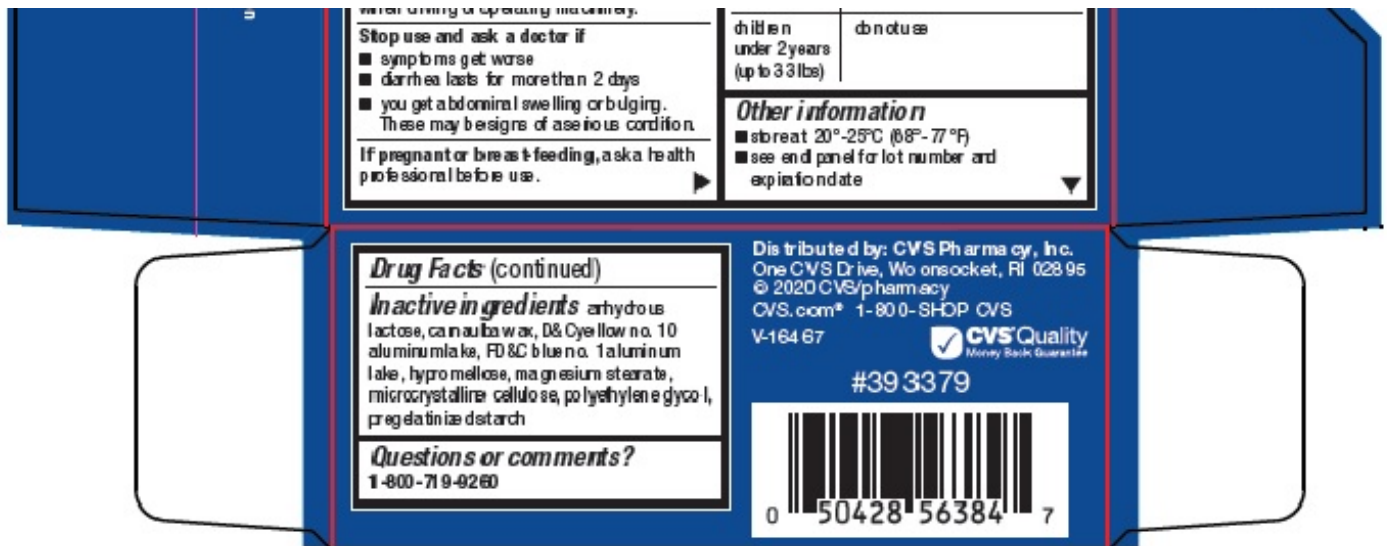 when driving or operating machinery.
Stop use and ask a doctor if
■ symptoms get worse
■ diarrhea lasts for more than 2 days
■ you get abdominal swelling or bulging.
These may be signs of a serious condition.
If pregnant or breast-feeding, ask a health
professional before use.
children
under 2 years
(up to 33 lbs)
do not use
Other information
■ store at 20°-25°C (68°-77°F)
■ see end panel for lot number and
expiration date
Drug Facts (continued)
Inactive ingredients anhydrous
lactose, carnauba wax, D&C yellow no. 10
aluminum lake, FD&C blue no. 1 aluminum
lake, hypromellose, magnesium stearate,
microcrystalline cellulose, polyethylene glycol,
pregelatinized starch
Questions or comments?
1-800-719-9260
Distributed by: CVS Pharmacy, Inc.
One CVS Drive, Woonsocket, RI 02895
© 2020 CVS/pharmacy
CVS.com® 1-800-SHOP CVS
V-16467
CVS® Quality
Money Back Guarantee
#393379
0 50428 56384 7